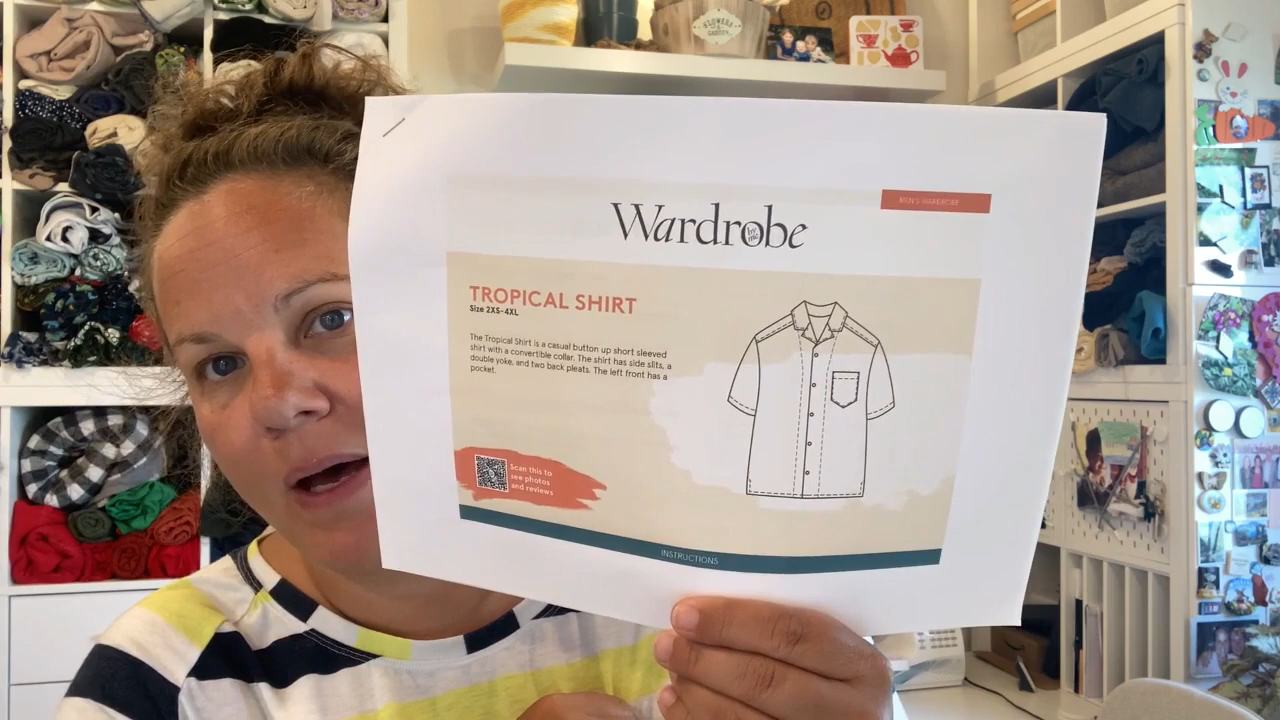 FLOWERS & GARDEN
MEN'S WARDROBE
Wardrobe
by me
TROPICAL SHIRT
Size 2XS-4XL
The Tropical Shirt is a casual button up short sleeved
shirt with a convertible collar. The shirt has side slits, a
double yoke, and two back pleats. The left front has a
pocket.
Scan this to
see photos
and reviews
INSTRUCTIONS